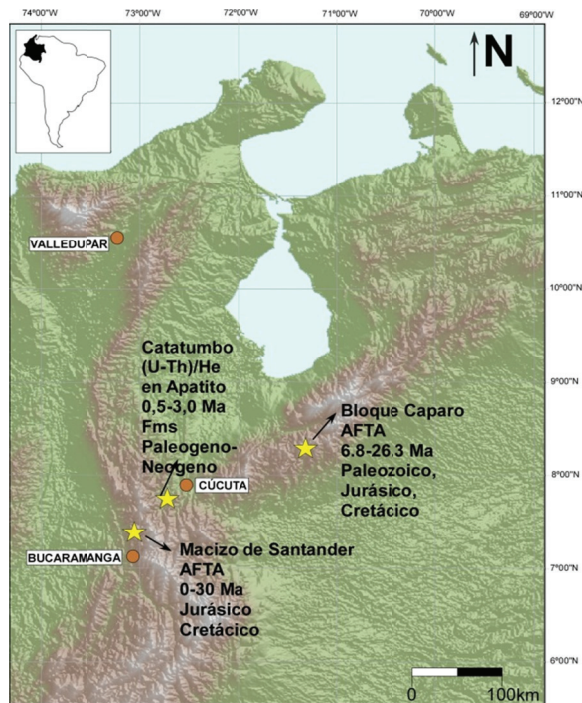 74°00'W 73°00'W 72°00'W 71°00'W 70°00'W 69°00'W
N
12°00'N
11°00'N
VALLEDUPAR
10°00'N
Catatumbo
(U-Th)/He
en Apatito
0,5-3,0 Ma
Fms
Paleogeno-
Neogeno
9°00'N
Bloque Caparo
AFTA
6.8-26.3 Ma
Paleozoico,
Jurásico,
Cretácico
8°00'N
CÚCUTA
BUCARAMANGA
Macizo de Santander
AFTA
0-30 Ma
Jurásico
Cretácico
7°00'N
6°00'N
0 100km